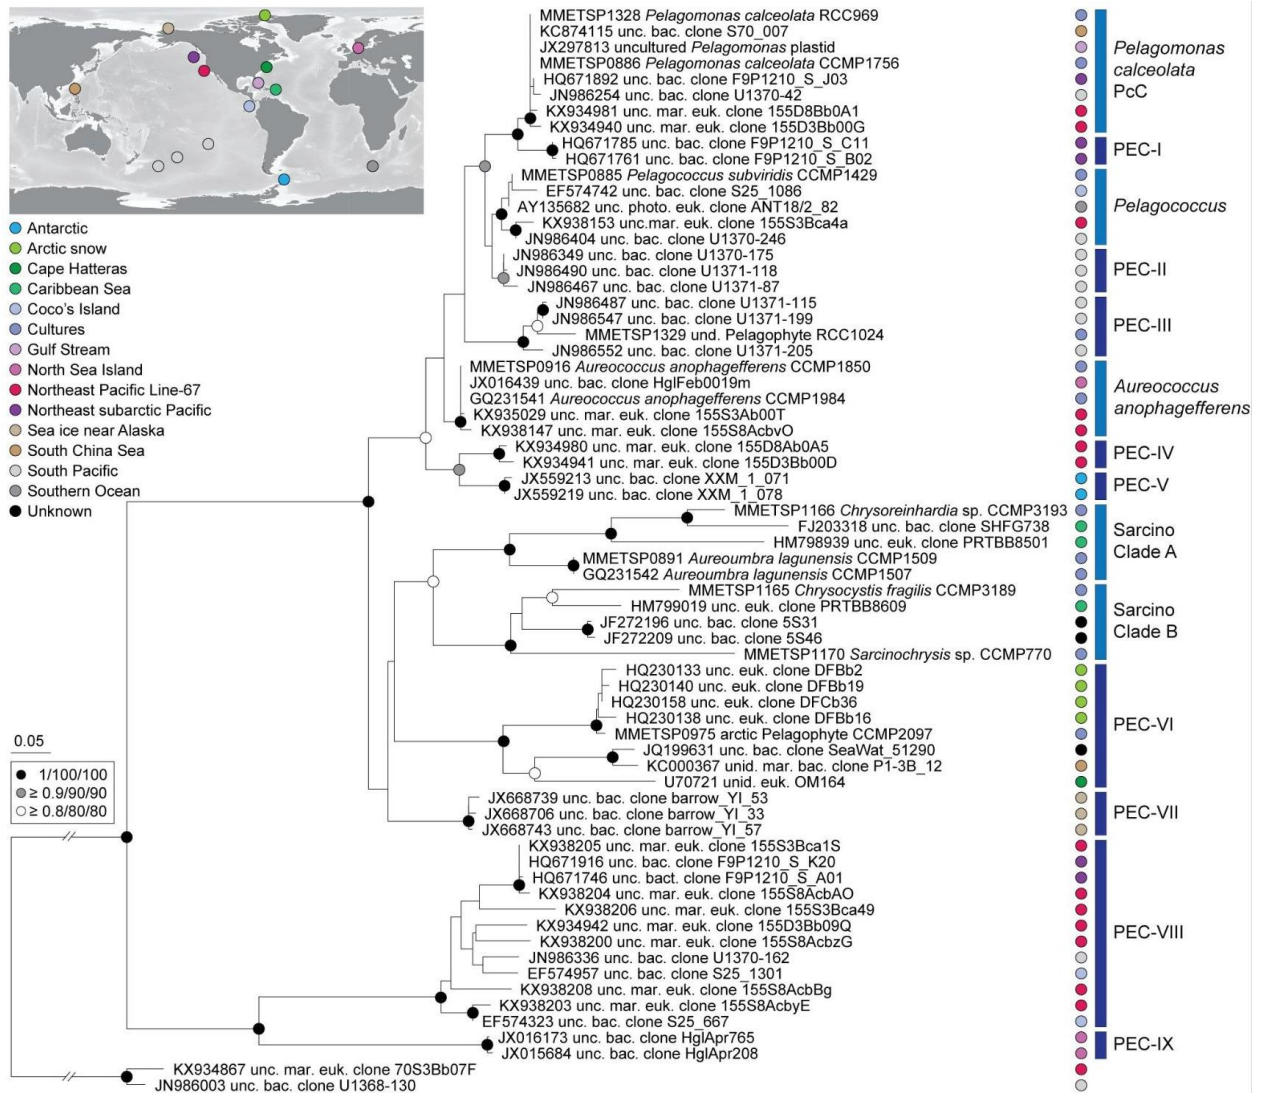 Antarctic
Arctic snow
Cape Hatteras
Caribbean Sea
Coco's Island
Cultures
Gulf Stream
North Sea Island
Northeast Pacific Line-67
Northeast subarctic Pacific
Sea ice near Alaska
South China Sea
South Pacific
Southern Ocean
Unknown
0.05
1/100/100
≥ 0.9/90/90
≥ 0.8/80/80
MMETSP1328 Pelagomonas calceolata RCC969
KC874115 unc. bac. clone S70_007
JX297813 uncultured Pelagomonas plastid
MMETSP0886 Pelagomonas calceolata CCMP1756
HQ671892 unc. bac. clone F9P1210_S_J03
JN986254 unc. bac. clone U1370-42
KX934981 unc. mar. euk. clone 155D8Bb0A1
KX934940 unc. mar. euk. clone 155D3Bb00G
HQ671785 unc. bac. clone F9P1210_S_C11
HQ671761 unc. bac. clone F9P1210_S_B02
MMETSP0885 Pelagococcus subviridis CCMP1429
EF574742 unc. bac. clone S25_1086
AY135682 unc. photo. euk. clone ANT18/2_82
KX938153 unc.mar. euk. clone 155S3Bca4a
JN986404 unc. bac. clone U1370-246
JN986349 unc. bac. clone U1370-175
JN986490 unc. bac. clone U1371-118
JN986467 unc. bac. clone U1371-87
JN986487 unc. bac. clone U1371-115
JN986547 unc. bac. clone U1371-199
MMETSP1329 und. Pelagophyte RCC1024
JN986552 unc. bac. clone U1371-205
MMETSP0916 Aureococcus anophagefferens CCMP1850
JX016439 unc. bac. clone HglFeb0019m
GQ231541 Aureococcus anophagefferens CCMP1984
KX935029 unc. mar. euk. clone 155S3Ab00T
KX938147 unc. mar. euk. clone 155S8AcbvO
KX934980 unc. mar. euk. clone 155D8Ab0A5
KX934941 unc. mar. euk. clone 155D3Bb00D
JX559213 unc. bac. clone XXM_1_071
JX559219 unc. bac. clone XXM_1_078
MMETSP1166 Chrysoreinhardia sp. CCMP3193
FJ203318 unc. bac. clone SHFG738
HM798939 unc. euk. clone PRTBB8501
MMETSP0891 Aureoumbra lagunensis CCMP1509
GQ231542 Aureoumbra lagunensis CCMP1507
MMETSP1165 Chrysocystis fragilis CCMP3189
HM799019 unc. euk. clone PRTBB8609
JF272196 unc. bac. clone 5S31
JF272209 unc. bac. clone 5S46
MMETSP1170 Sarcinochrysis sp. CCMP770
HQ230133 unc. euk. clone DFBb2
HQ230140 unc. euk. clone DFBb19
HQ230158 unc. euk. clone DFCb36
HQ230138 unc. euk. clone DFBb16
MMETSP0975 arctic Pelagophyte CCMP2097
JQ199631 unc. bac. clone SeaWat_51290
KC000367 unid. mar. bac. clone P1-3B_12
U70721 unid. euk. OM164
JX668739 unc. bac. clone barrow_YI_53
JX668706 unc. bac. clone barrow_YI_33
JX668743 unc. bac. clone barrow_YI_57
KX938205 unc. mar. euk. clone 155S3Bca1S
HQ671916 unc. bac. clone F9P1210_S_K20
HQ671746 unc. bact. clone F9P1210_S_A01
KX938204 unc. mar. euk. clone 155S8AcbAO
KX938206 unc. mar. euk. clone 155S3Bca49
KX934942 unc. mar. euk. clone 155D3Bb09Q
KX938200 unc. mar. euk. clone 155S8AcbzG
JN986336 unc. bac. clone U1370-162
EF574957 unc. bac. clone S25_1301
KX938208 unc. mar. euk. clone 155S8AcbBg
KX938203 unc. mar. euk. clone 155S8AcbyE
EF574323 unc. bac. clone S25_667
JX016173 unc. bac. clone HglApr765
JX015684 unc. bac. clone HglApr208
KX934867 unc. mar. euk. clone 70S3Bb07F
JN986003 unc. bac. clone U1368-130
Pelagomonas
calceolata
PcC
PEC-I
Pelagococcus
PEC-II
PEC-III
Aureococcus
anophagefferens
PEC-IV
PEC-V
Sarcino
Clade A
Sarcino
Clade B
PEC-VI
PEC-VII
PEC-VIII
PEC-IX